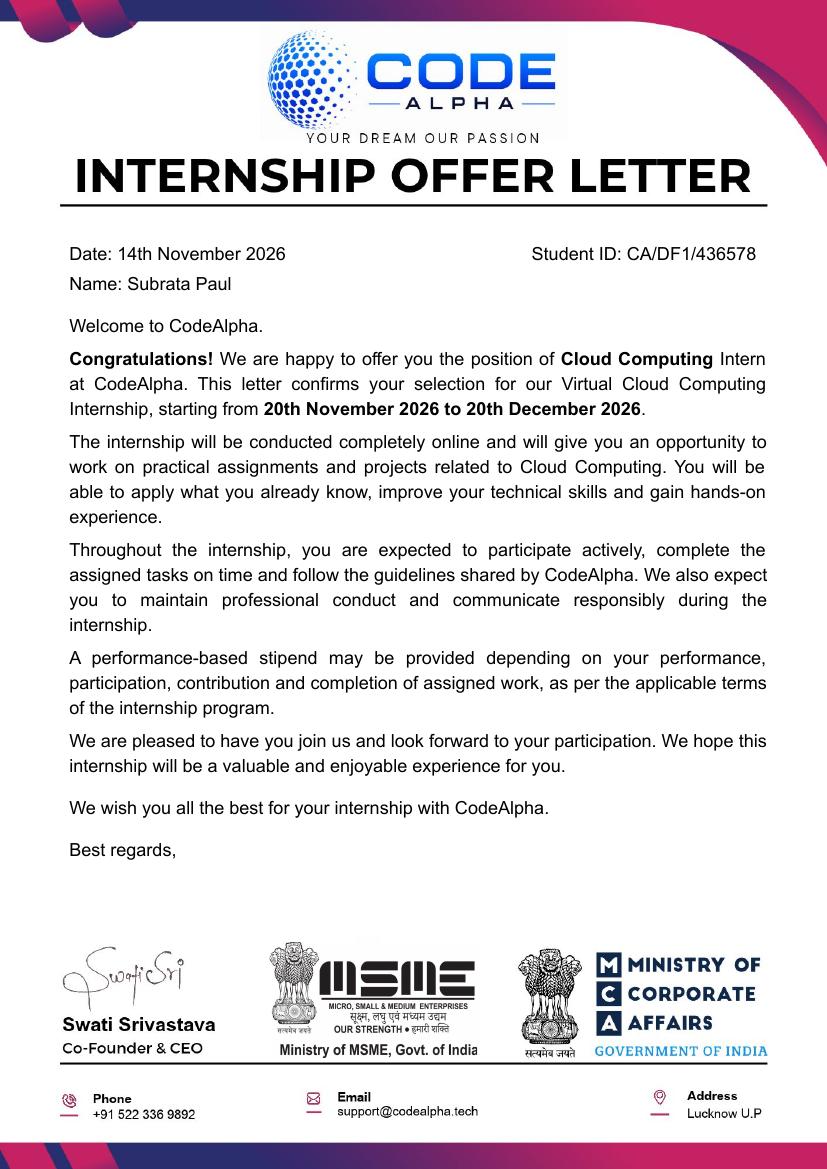 CODE
ALPHA
YOUR DREAM OUR PASSION
INTERNSHIP OFFER LETTER
Date: 14th November 2026 Student ID: CA/DF1/436578
Name: Subrata Paul
Welcome to CodeAlpha.
Congratulations! We are happy to offer you the position of Cloud Computing Intern
at CodeAlpha. This letter confirms your selection for our Virtual Cloud Computing
Internship, starting from 20th November 2026 to 20th December 2026.
The internship will be conducted completely online and will give you an opportunity to
work on practical assignments and projects related to Cloud Computing. You will be
able to apply what you already know, improve your technical skills and gain hands-on
experience.
Throughout the internship, you are expected to participate actively, complete the
assigned tasks on time and follow the guidelines shared by CodeAlpha. We also expect
you to maintain professional conduct and communicate responsibly during the
internship.
A performance-based stipend may be provided depending on your performance,
participation, contribution and completion of assigned work, as per the applicable terms
of the internship program.
We are pleased to have you join us and look forward to your participation. We hope this
internship will be a valuable and enjoyable experience for you.
We wish you all the best for your internship with CodeAlpha.
Best regards,
Swati Sri
Swati Srivastava
Co-Founder & CEO
सत्यमेव जयते
MSME
MICRO, SMALL & MEDIUM ENTERPRISES
सूक्ष्म, लघु एवं मध्यम उद्यम
OUR STRENGTH • हमारी शक्ति
Ministry of MSME, Govt. of India
सत्यमेव जयते
MINISTRY OF
CORPORATE
AFFAIRS
GOVERNMENT OF INDIA
Phone
+91 522 336 9892
Email
support@codealpha.tech
Address
Lucknow U.P